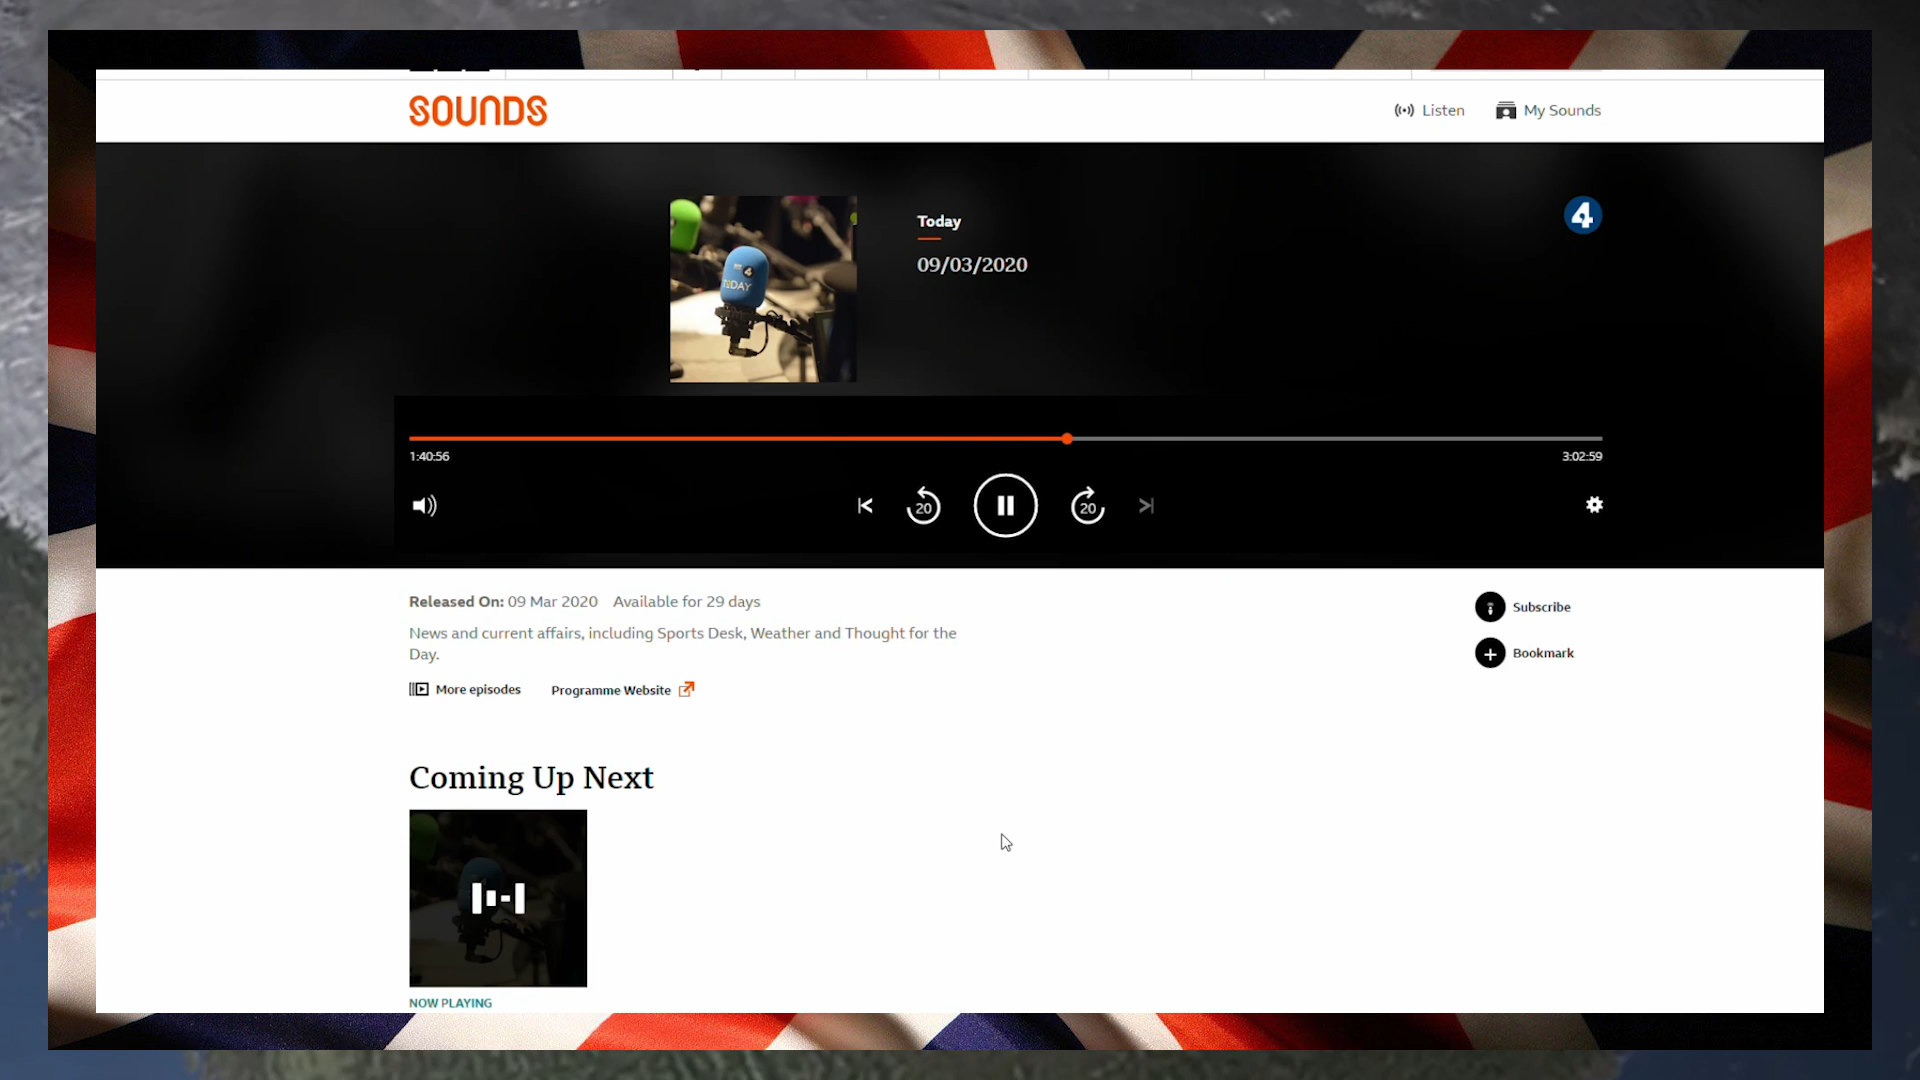 SOUNDS
Listen
My Sounds
4
Today
09/03/2020
4
TODAY
1:40:56
3:02:59
20
20
Released On: 09 Mar 2020 Available for 29 days
Subscribe
News and current affairs, including Sports Desk, Weather and Thought for the
Day.
Bookmark
More episodes
Programme Website
Coming Up Next
NOW PLAYING